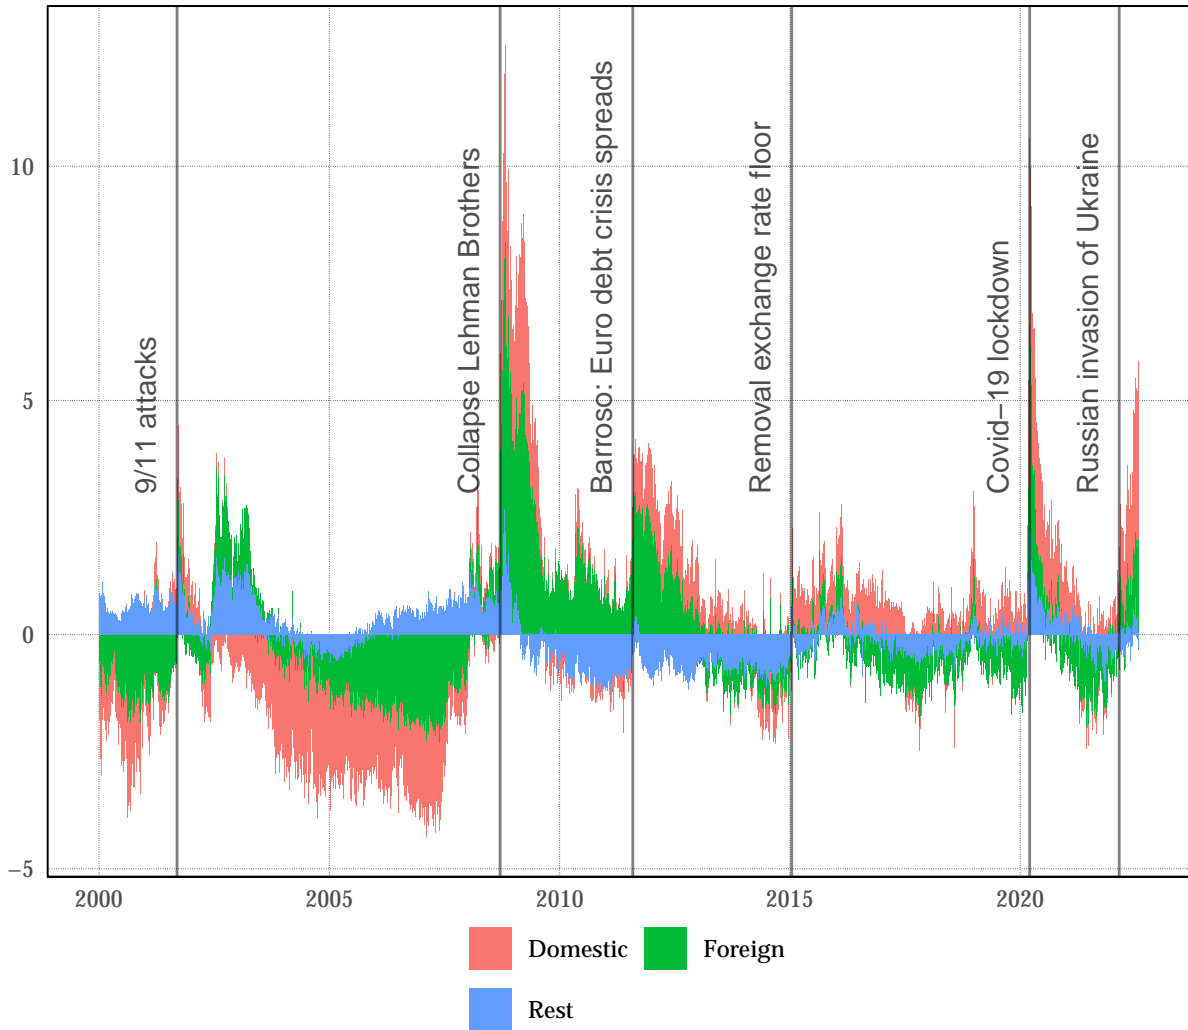 10
5
0
−5
9/11 attacks
Collapse Lehman Brothers
Barroso: Euro debt crisis spreads
Removal exchange rate floor
Covid−19 lockdown
Russian invasion of Ukraine
2000 2005 2010 2015 2020
Domestic Foreign
Rest